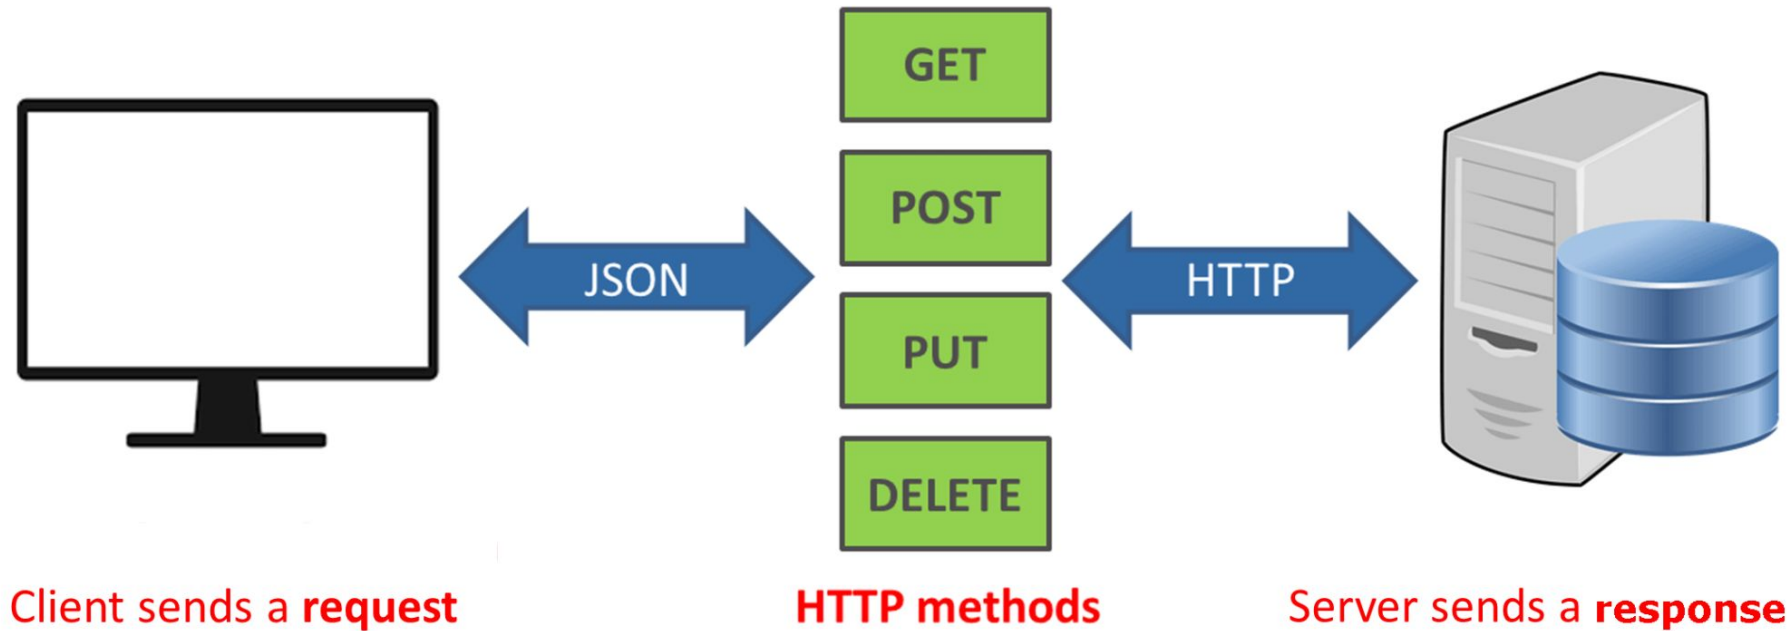 GET
POST
JSON
HTTP
PUT
DELETE
Client sends a request
HTTP methods
Server sends a response